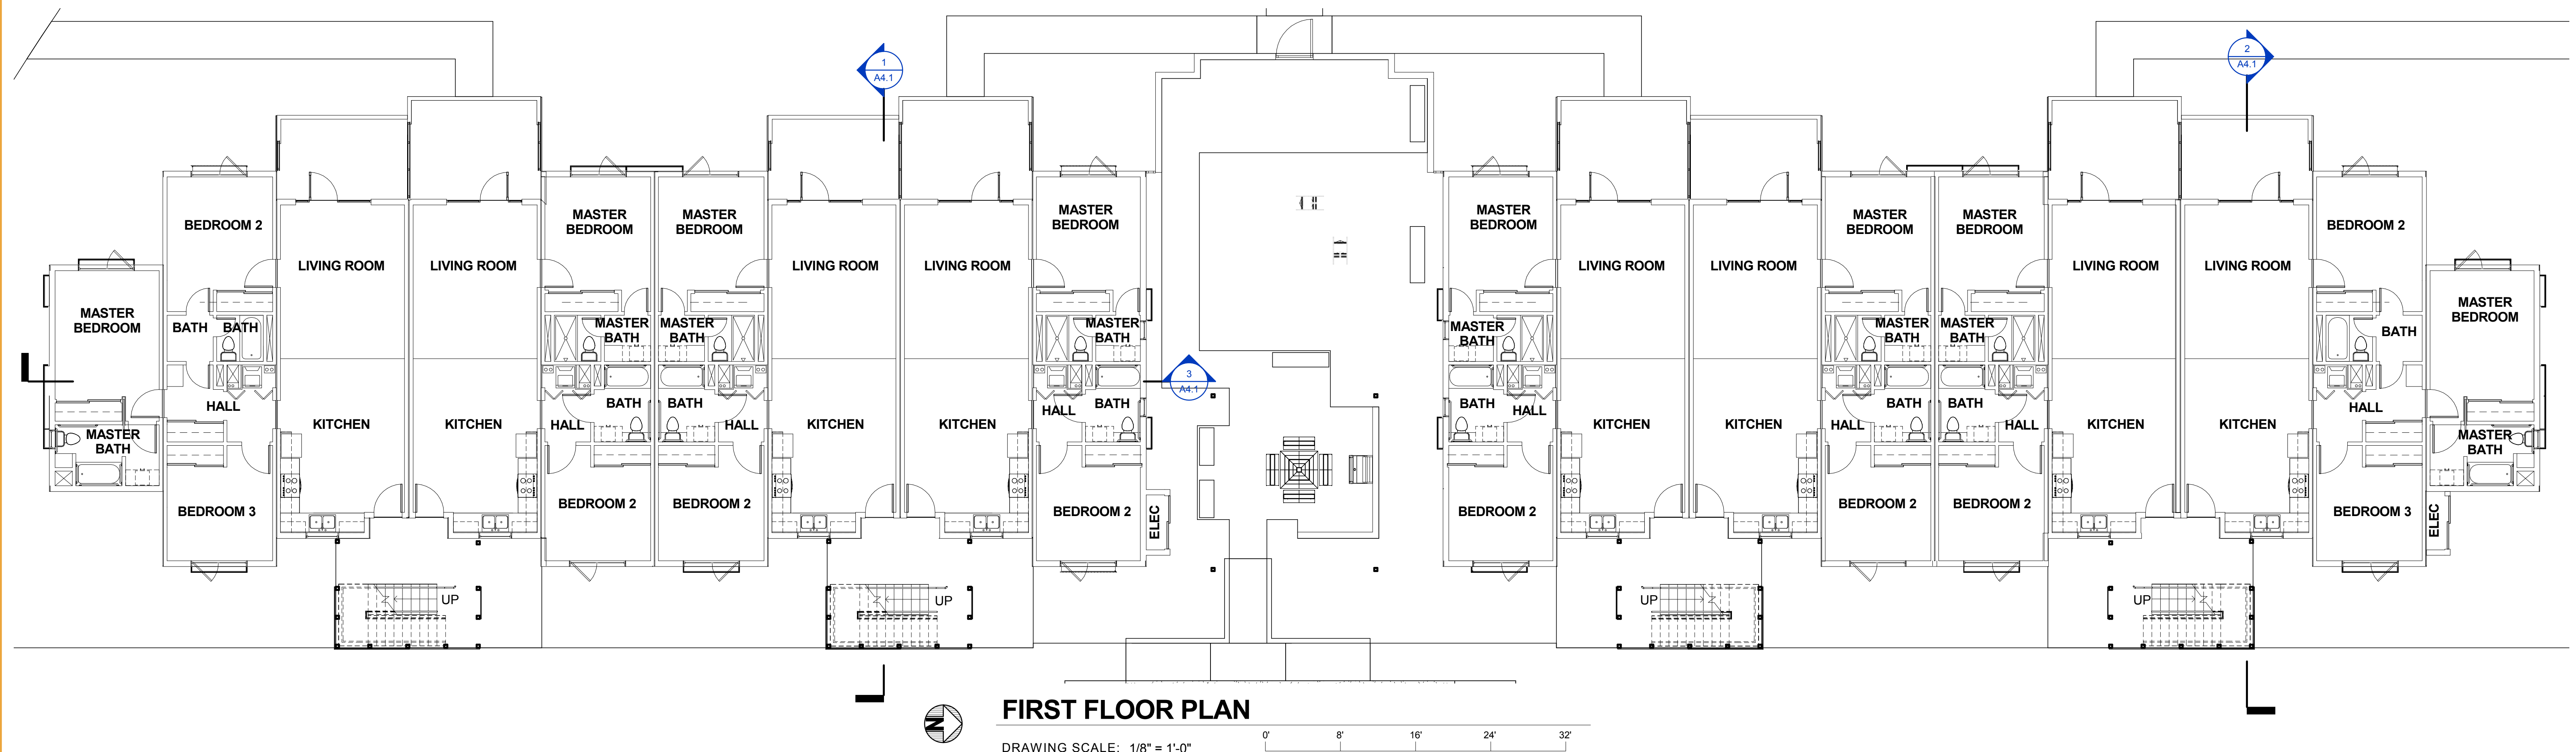 1
A4.1
2
A4.1
MASTER
BEDROOM
BEDROOM 2
LIVING ROOM
LIVING ROOM
MASTER
BEDROOM
MASTER
BEDROOM
LIVING ROOM
LIVING ROOM
MASTER
BEDROOM
MASTER
BEDROOM
LIVING ROOM
LIVING ROOM
MASTER
BEDROOM
MASTER
BEDROOM
LIVING ROOM
LIVING ROOM
BEDROOM 2
MASTER
BEDROOM
BATH
BATH
MASTER
BATH
MASTER
BATH
MASTER
BATH
MASTER
BATH
MASTER
BATH
MASTER
BATH
BATH
3
A4.1
HALL
MASTER
BATH
KITCHEN
KITCHEN
HALL
BATH
BATH
HALL
KITCHEN
KITCHEN
HALL
BATH
BATH
HALL
KITCHEN
KITCHEN
HALL
BATH
BATH
HALL
KITCHEN
KITCHEN
HALL
MASTER
BATH
BEDROOM 3
BEDROOM 2
BEDROOM 2
BEDROOM 2
ELEC
BEDROOM 2
BEDROOM 2
BEDROOM 2
BEDROOM 3
ELEC
UP
UP
UP
UP
N
FIRST FLOOR PLAN
DRAWING SCALE: 1/8" = 1'-0"
0' 8' 16' 24' 32'